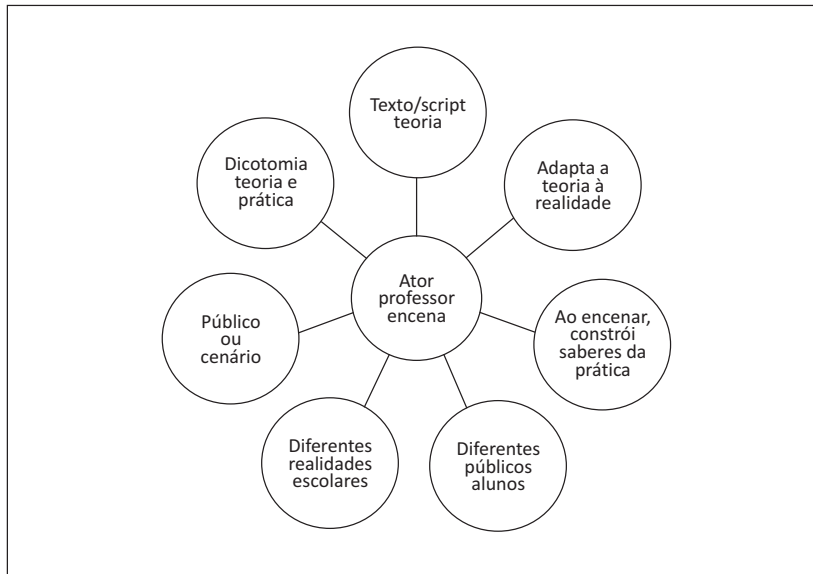 Texto/script
teoria
Dicotomia
teoria e
prática
Adapta a
teoria à
realidade
Ator
professor
encena
Público
ou
cenário
Ao encenar,
constrói
saberes da
prática
Diferentes
realidades
escolares
Diferentes
públicos
alunos